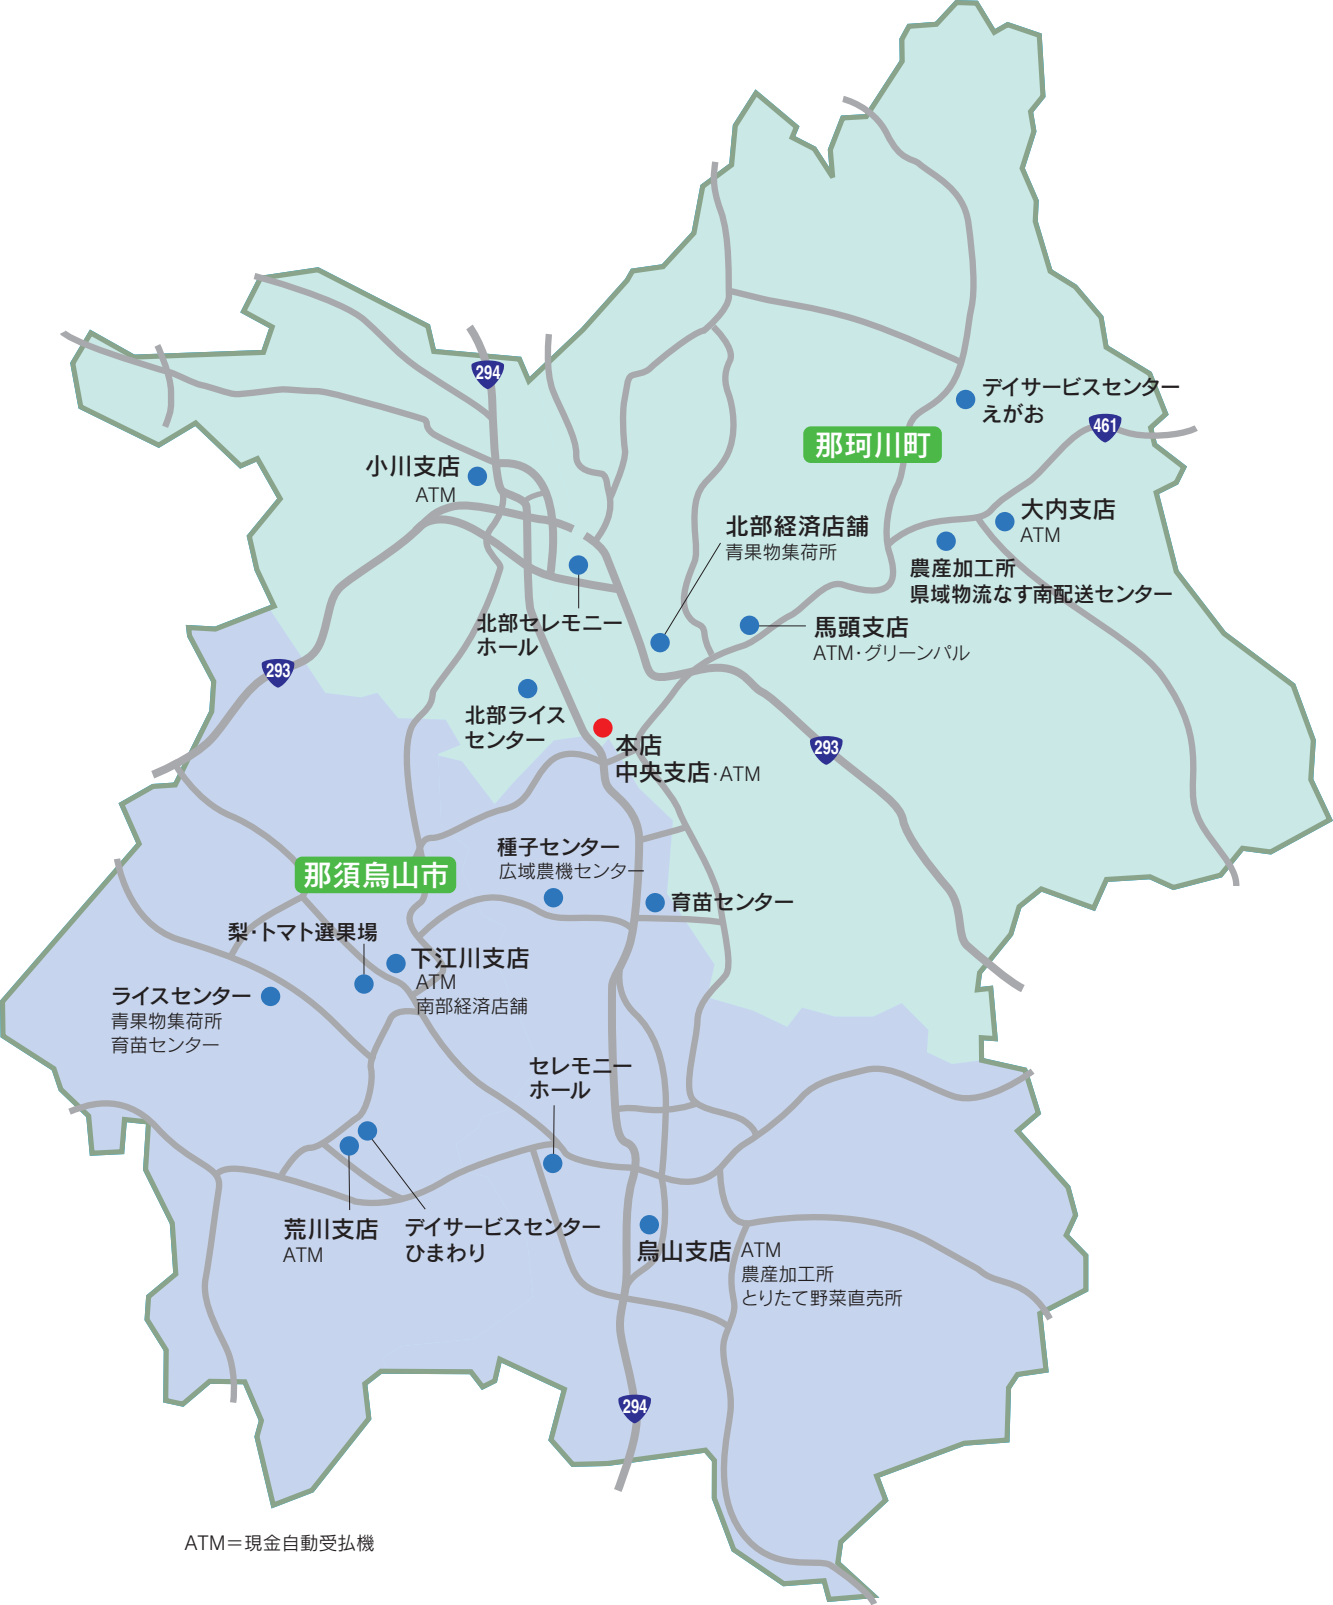 294
デイサービスセンター
えがお
461
那珂川町
小川支店
ATM
大内支店
ATM
北部経済店舗
青果物集荷所
農産加工所
県域物流なす南配送センター
北部セレモニー
ホール
馬頭支店
ATM・グリーンパル
293
北部ライス
センター
本店
中央支店・ATM
293
種子センター
広域農機センター
那須烏山市
育苗センター
梨・トマト選果場
下江川支店
ATM
南部経済店舗
ライスセンター
青果物集荷所
育苗センター
セレモニー
ホール
荒川支店
ATM
デイサービスセンター
ひまわり
烏山支店 ATM
農産加工所
とりたて野菜直売所
294
ATM＝現金自動受払機